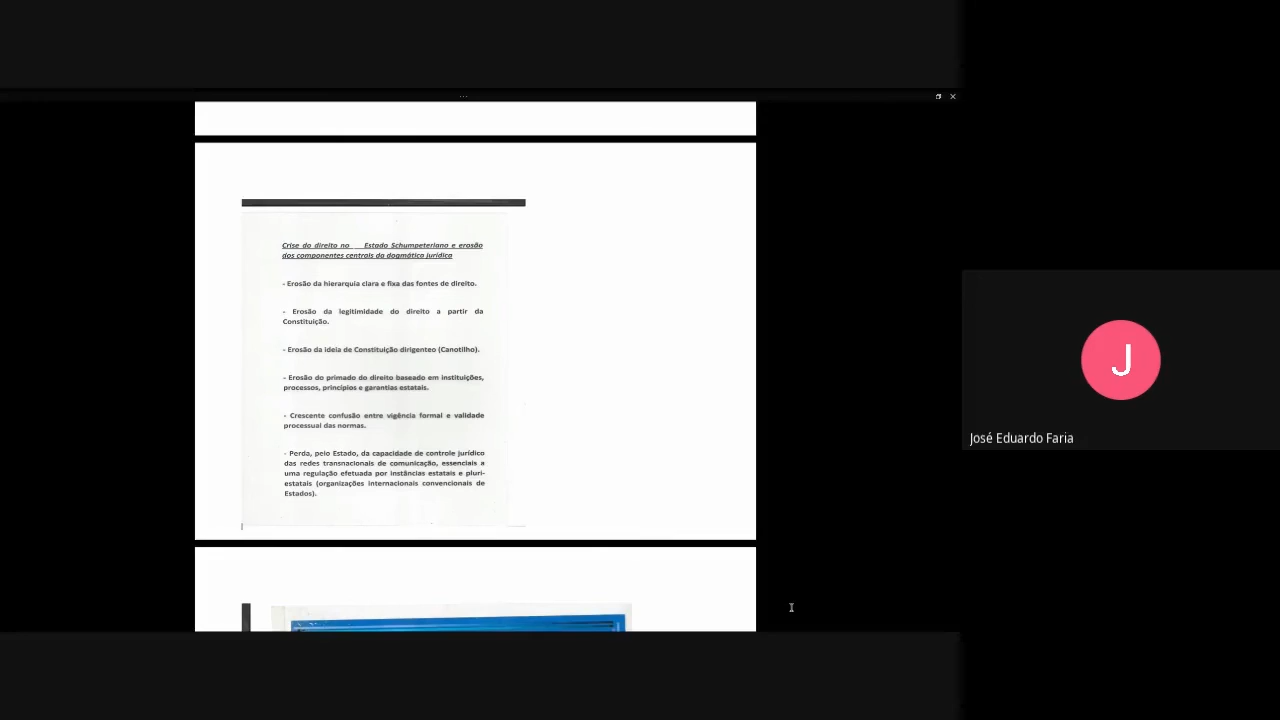 Crise do direito no Estado Schumpeteriano e erosão
dos componentes centrais da dogmática jurídica
- Erosão da hierarquia clara e fixa das fontes de direito.
- Erosão da legitimidade do direito a partir da
Constituição.
- Erosão da ideia de Constituição dirigenteo (Canotilho).
- Erosão do primado do direito baseado em instituições,
processos, princípios e garantias estatais.
- Crescente confusão entre vigência formal e validade
processual das normas.
- Perda, pelo Estado, da capacidade de controle jurídico
das redes transnacionais de comunicação, essenciais a
uma regulação efetuada por instâncias estatais e pluri-
estatais (organizações internacionais convencionais de
Estados).
J
José Eduardo Faria